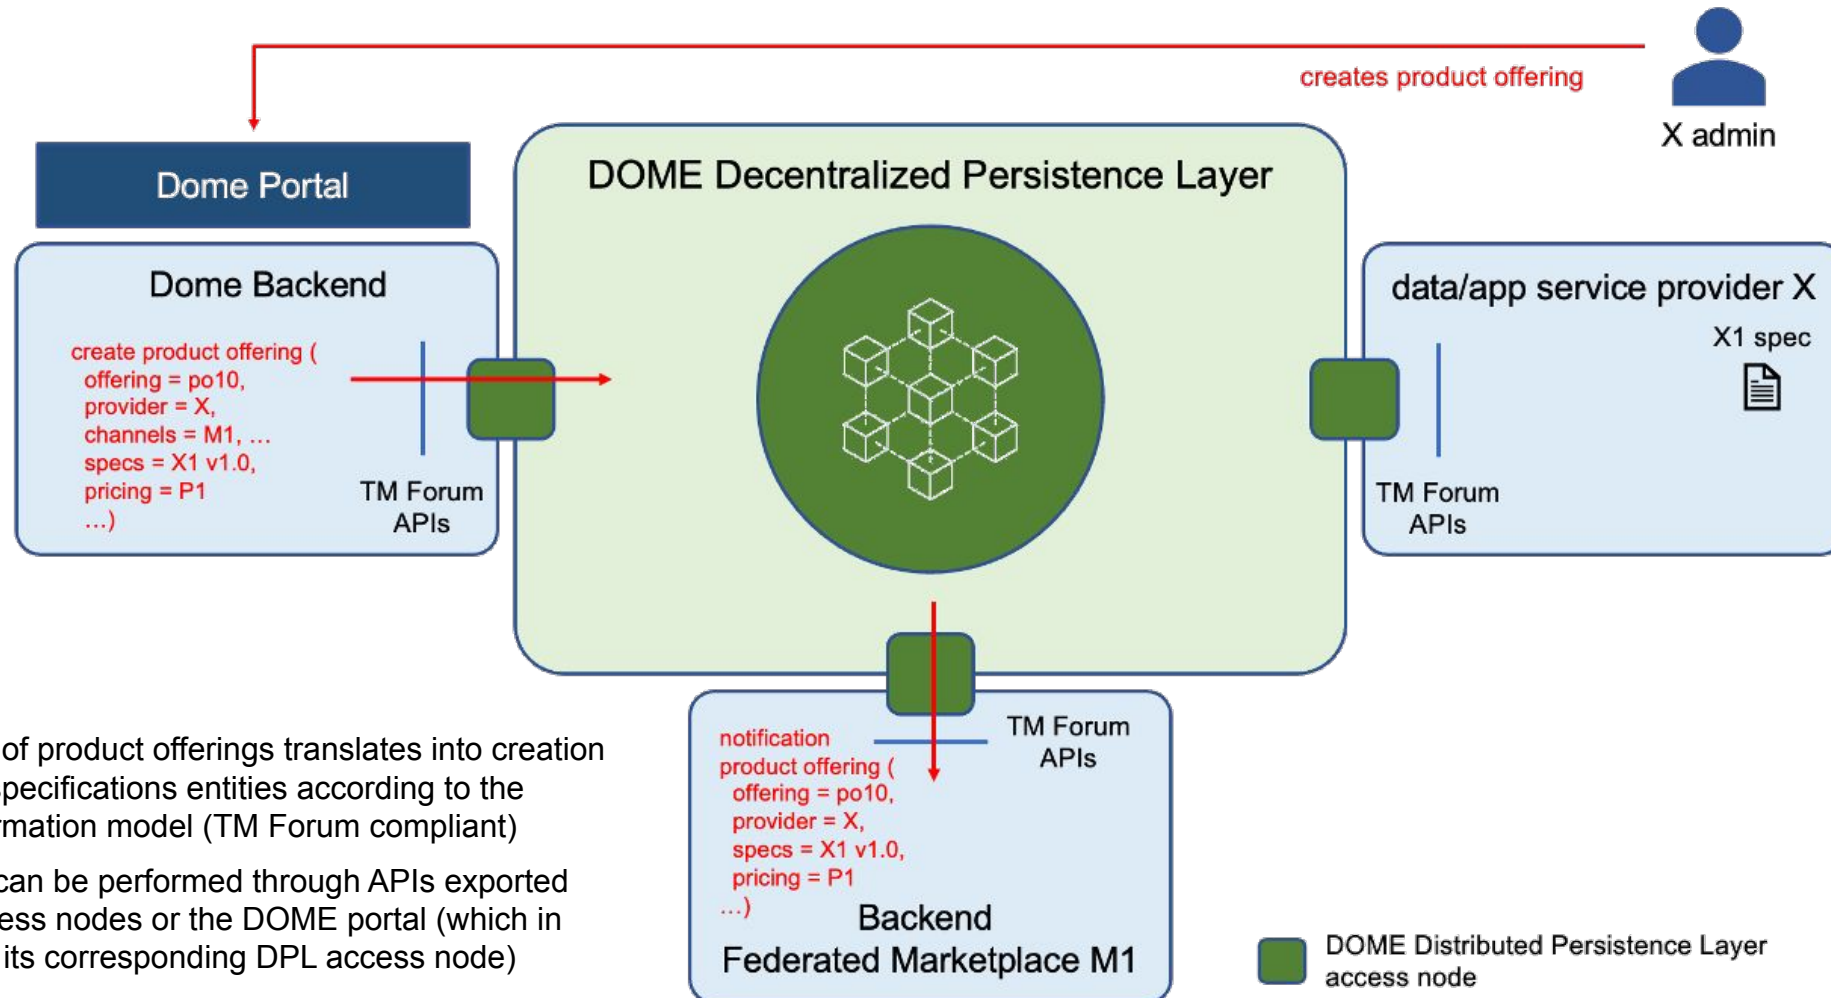 creates product offering
X admin
Dome Portal
DOME Decentralized Persistence Layer
Dome Backend
create product offering (
offering = po10,
provider = X,
channels = M1, …
specs = X1 v1.0,
pricing = P1
…)
TM Forum
APIs
data/app service provider X
X1 spec
TM Forum
APIs
of product offerings translates into creation
specifications entities according to the
rmation model (TM Forum compliant)
can be performed through APIs exported
ess nodes or the DOME portal (which in
its corresponding DPL access node)
notification
product offering (
offering = po10,
provider = X,
specs = X1 v1.0,
pricing = P1
…)
TM Forum
APIs
Backend
Federated Marketplace M1
DOME Distributed Persistence Layer
access node